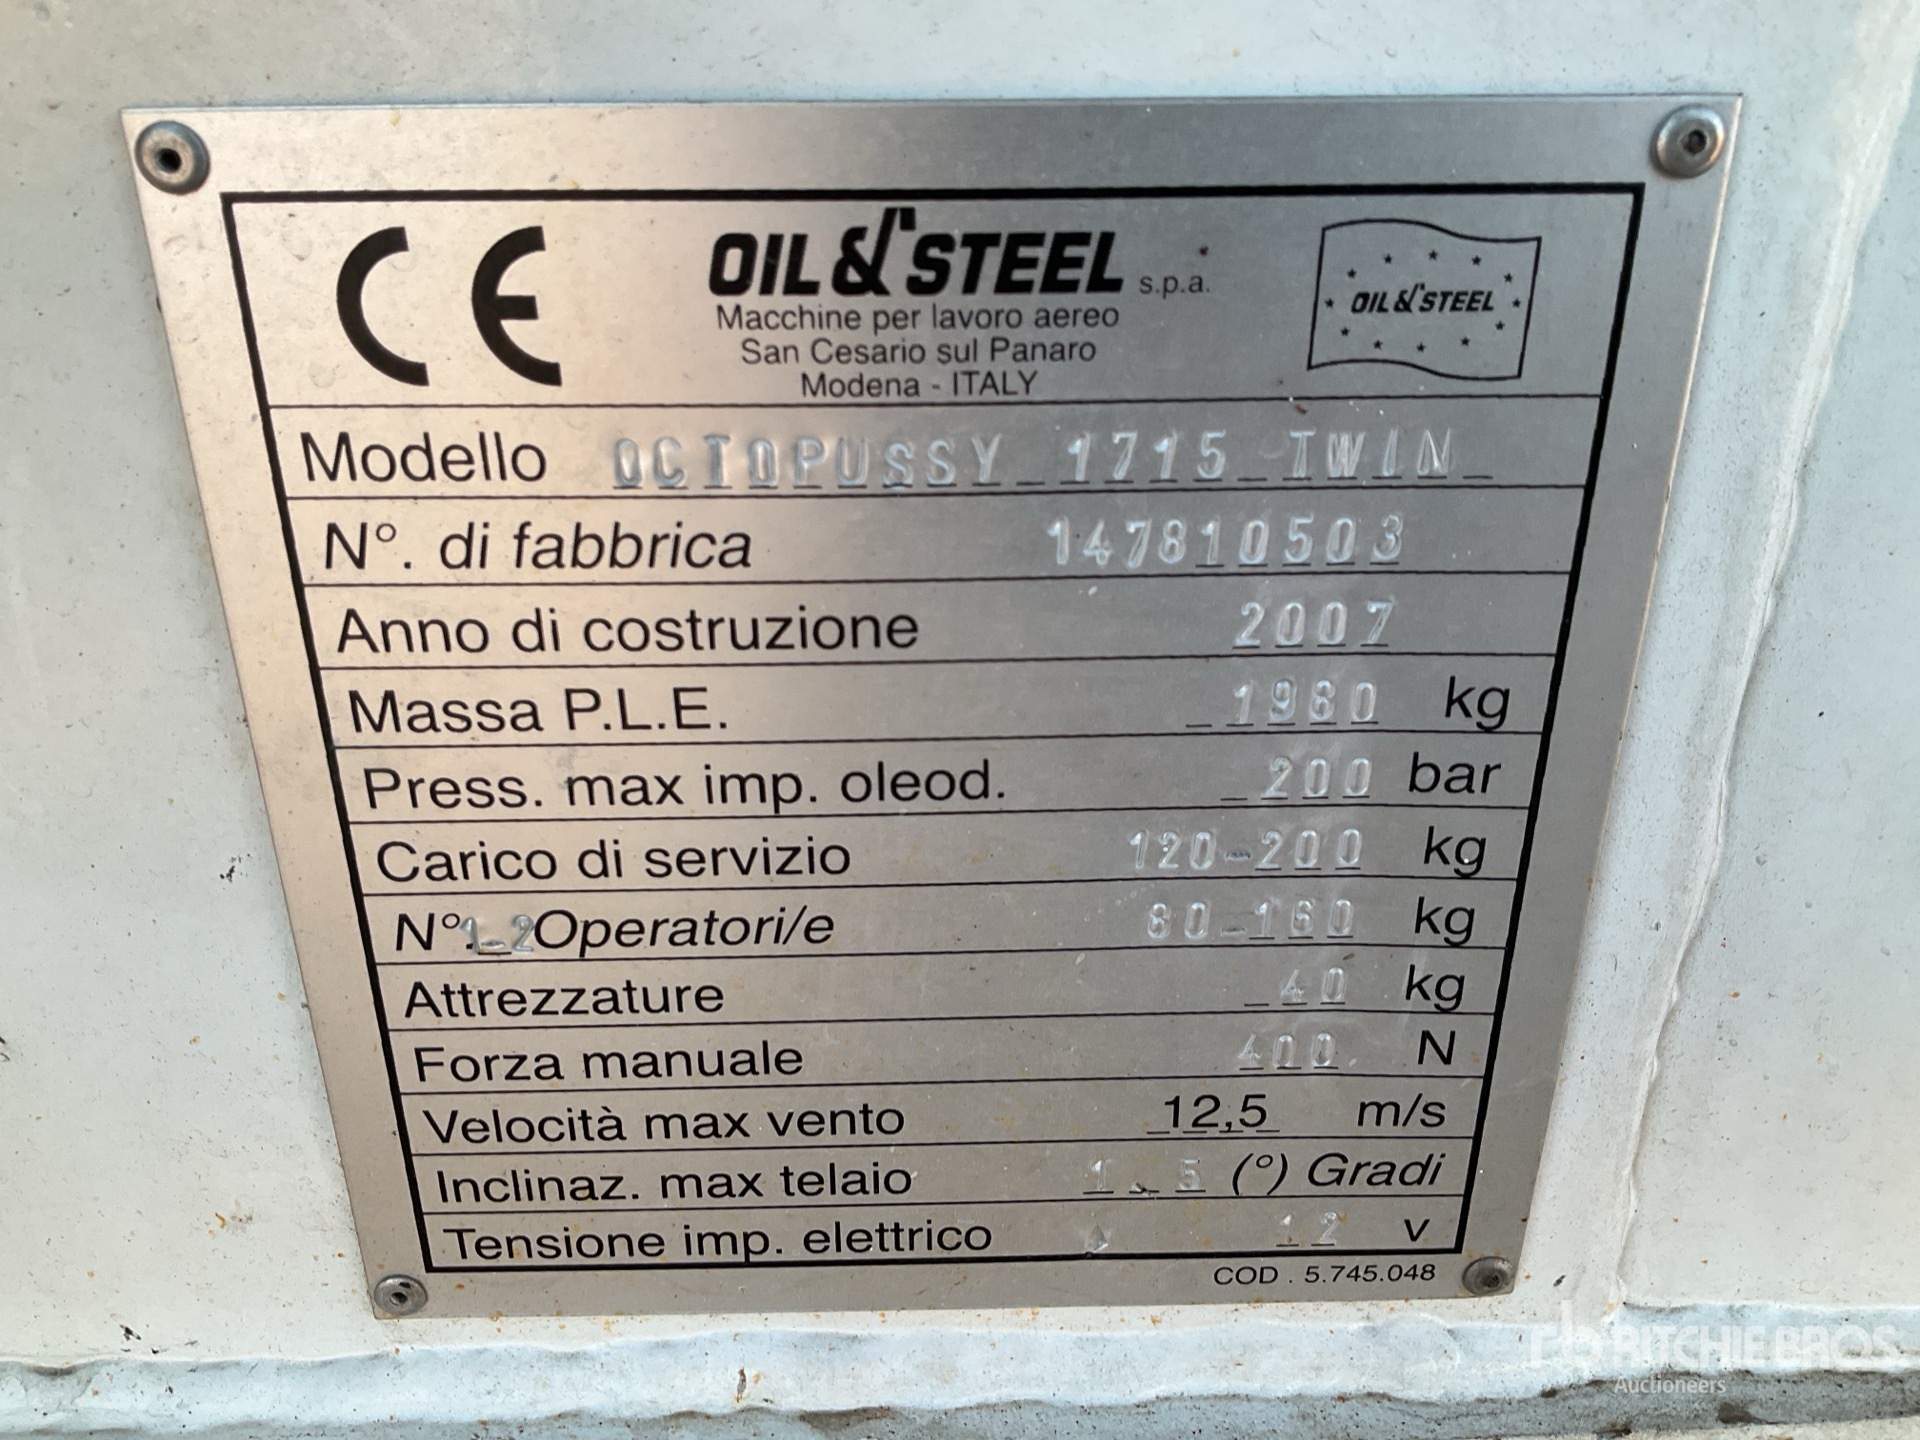 CE
OIL & STEEL s.p.a.
Macchine per lavoro aereo
San Cesario sul Panaro
Modena - ITALY
OIL & STEEL
Modello OCTOPUSSY 1715 TWIN
N°. di fabbrica 147810503
Anno di costruzione 2007
Massa P.L.E. kg
Press. max imp. oleod. 200 bar
Carico di servizio 120-200 kg
N°. 1-2 Operatori/e 80-160 kg
Attrezzature 40 kg
Forza manuale 400 N
Velocità max vento 12,5 m/s
Inclinaz. max telaio 1,5 (°) Gradi
Tensione imp. elettrico 12 v
COD . 5.745.048
RITCHIE BROS
Auctioneers